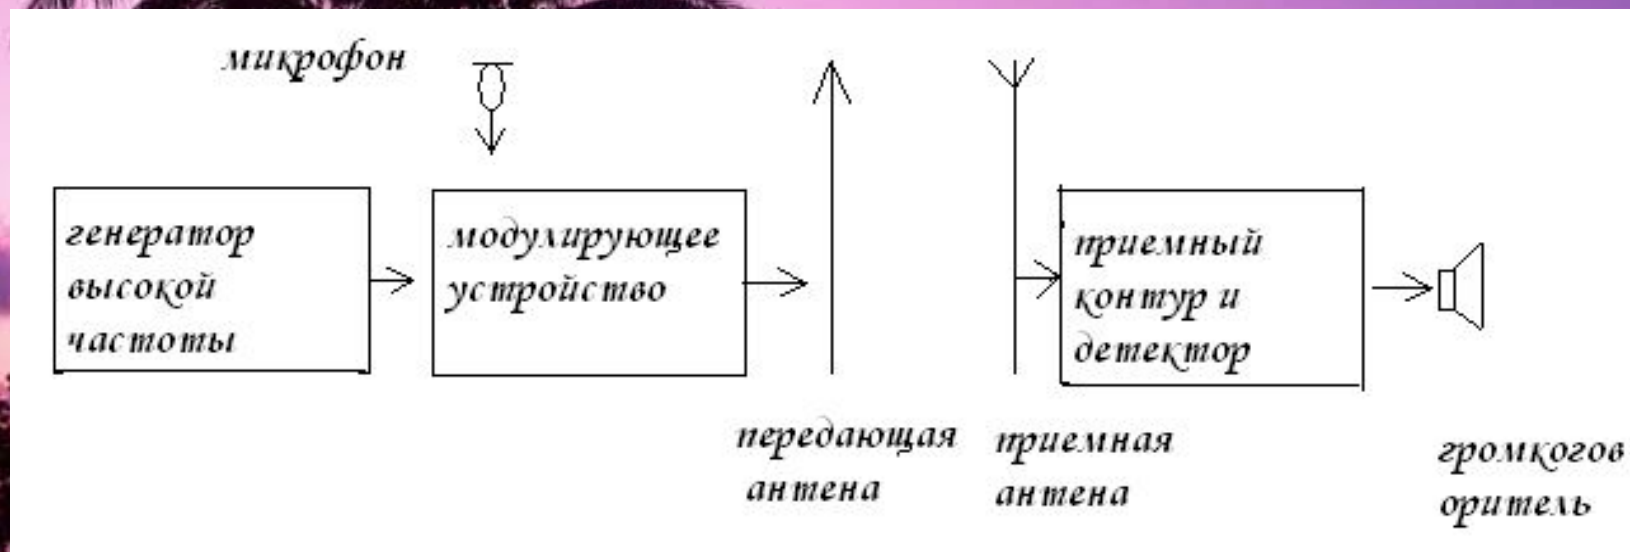 микрофон
генератор
высокой
частоты
модулирующее
устройство
приемный
контур и
детектор
передающая
антена
приемная
антена
громкогов
оритель